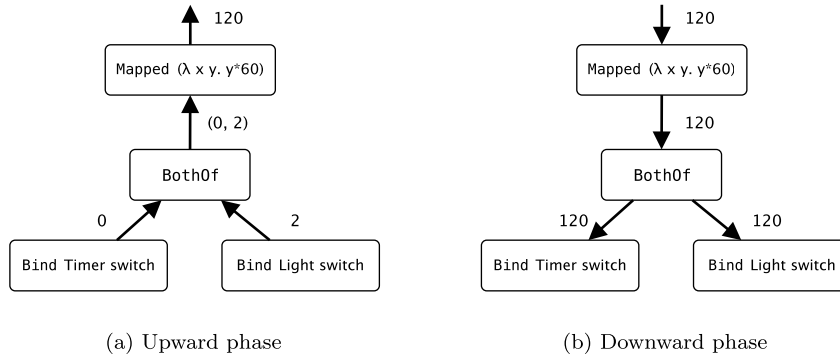 120
Mapped (λ x y. y*60)
(0, 2)
BothOf
0
2
Bind Timer switch
Bind Light switch
(a) Upward phase
120
Mapped (λ x y. y*60)
120
BothOf
120
120
Bind Timer switch
Bind Light switch
(b) Downward phase